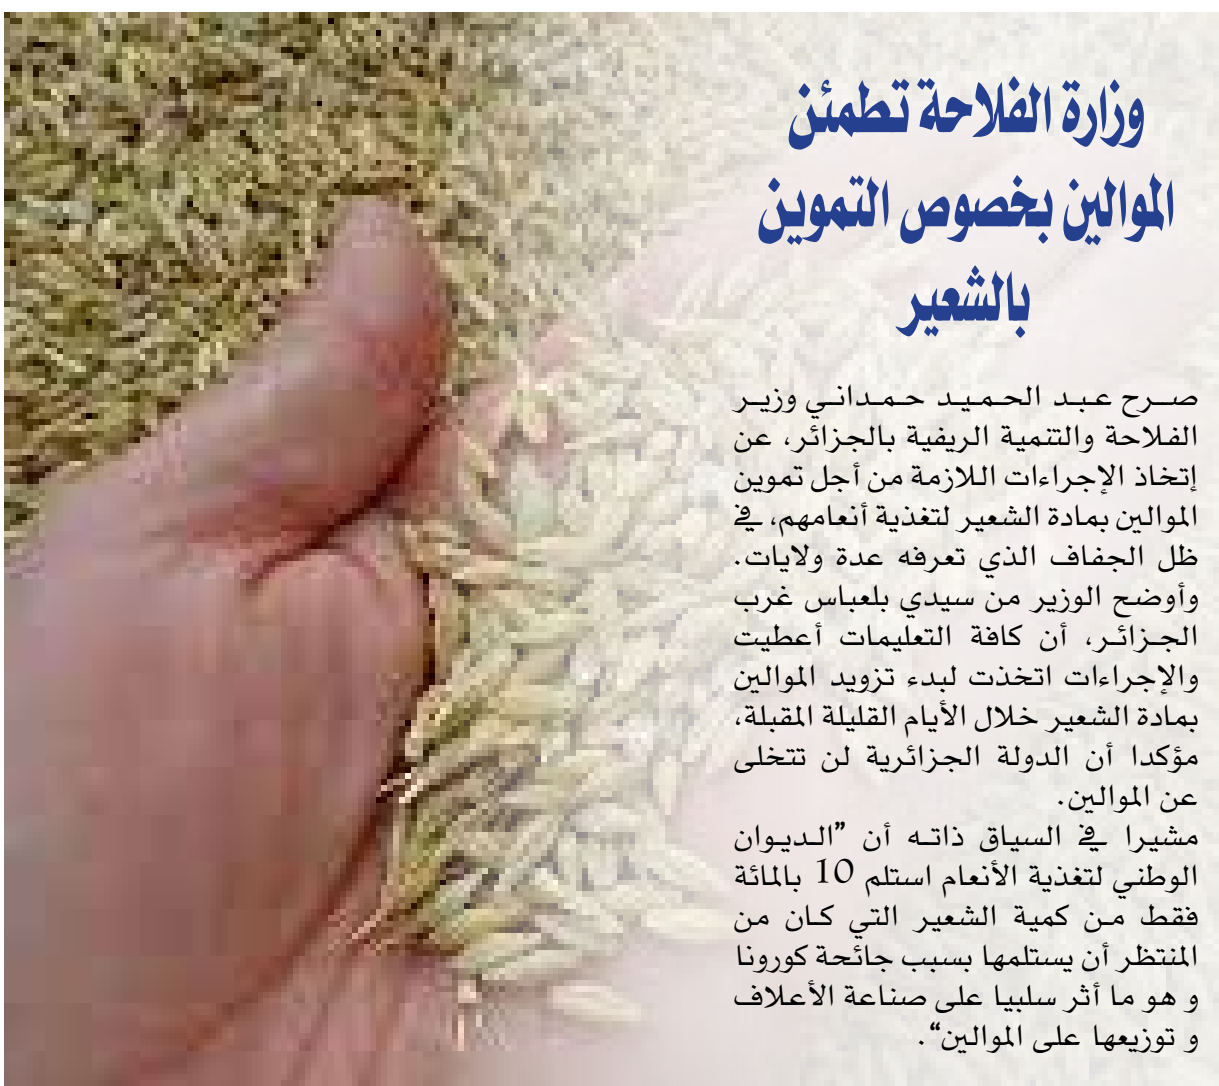 وزارة الفلاحة تطمئن
الموالين بخصوص التموين
بالشعير
صرح عبد الحميد حمداني وزير
الفلاحة والتنمية الريفية بالجزائر، عن
إتخاذ الإجراءات اللازمة من أجل تموين
الموالين بمادة الشعير لتغذية أنعامهم، في
ظل الجفاف الذي تعرفه عدة ولايات.
وأوضح الوزير من سيدي بلعباس غرب
الجزائر، أن كافة التعليمات أعطيت
والإجراءات اتخذت لبدء تزويد الموالين
بمادة الشعير خلال الأيام القليلة المقبلة،
مؤكدا أن الدولة الجزائرية لن تتخلى
عن الموالين.
مشيرا في السياق ذاته أن "الديوان
الوطني لتغذية الأنعام استلم 10 بالمائة
فقط من كمية الشعير التي كان من
المنتظر أن يستلمها بسبب جائحة كورونا
و هو ما أثر سلبيا على صناعة الأعلاف
و توزيعها على الموالين".